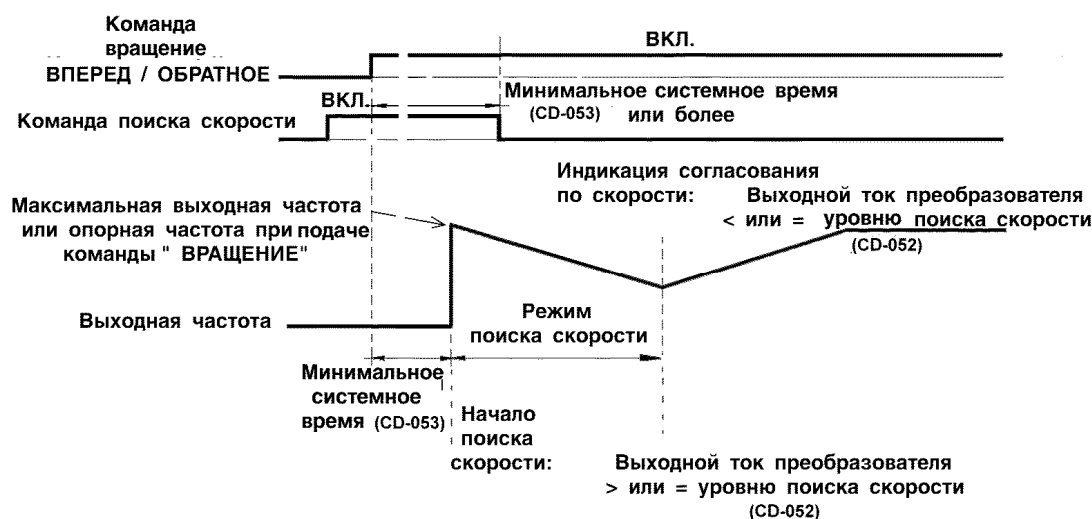 Команда
вращение
ВПЕРЕД / ОБРАТНОЕ
ВКЛ.
ВКЛ.
Минимальное системное время
(CD-053) или более
Команда поиска скорости
Индикация согласования
по скорости: Выходной ток преобразователя
< или = уровню поиска скорости
(CD-052)
Максимальная выходная частота
или опорная частота при подаче
команды " ВРАЩЕНИЕ"
Выходная частота
Режим
поиска скорости
Минимальное
системное
время (CD-053)
Начало
поиска
скорости: Выходной ток преобразователя
> или = уровню поиска скорости
(CD-052)